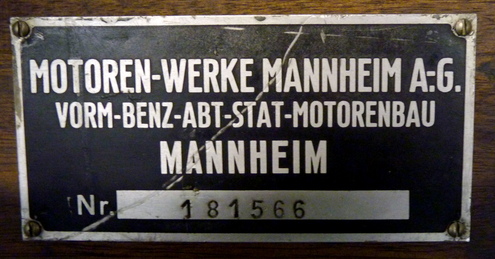 MOTOREN-WERKE MANNHEIM A.-G.
VORM-BENZ-ABT-STAT-MOTORENBAU
MANNHEIM
Nr. 181566